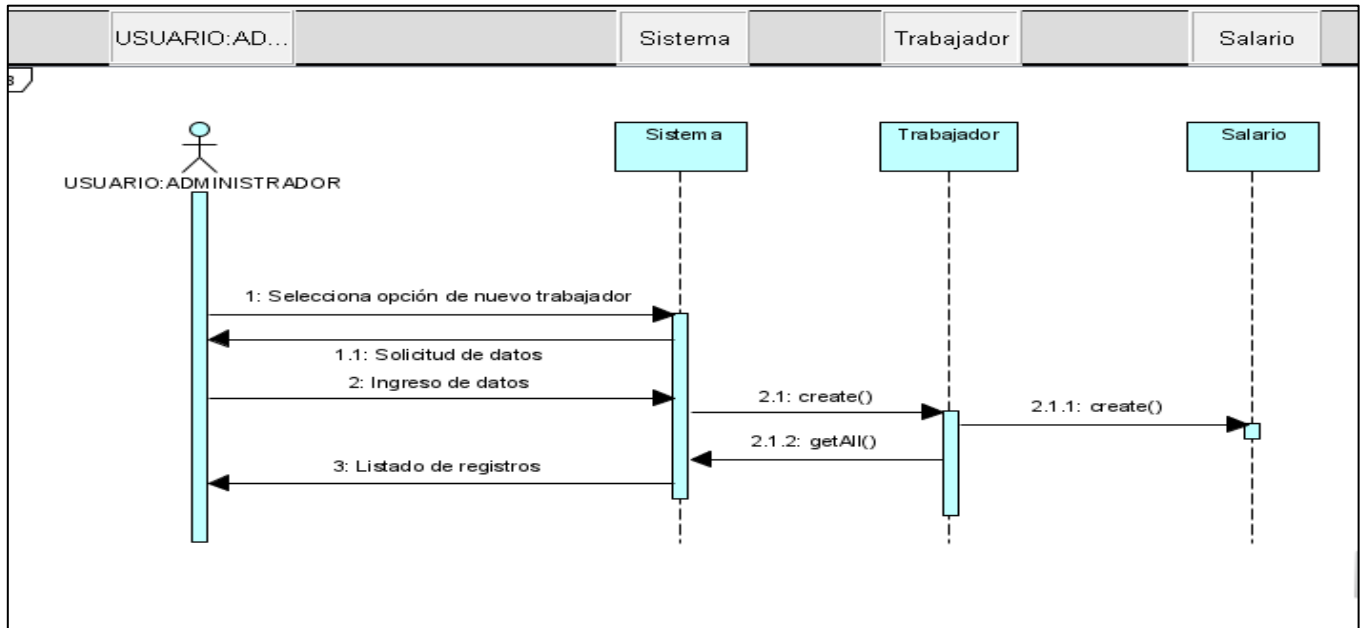 USUARIO:AD...
Sistema
Trabajador
Salario
Sistema
Trabajador
Salario
USUARIO:ADMINISTRADOR
1: Selecciona opción de nuevo trabajador
1.1: Solicitud de datos
2: Ingreso de datos
2.1: create()
2.1.1: create()
2.1.2: getAll()
3: Listado de registros